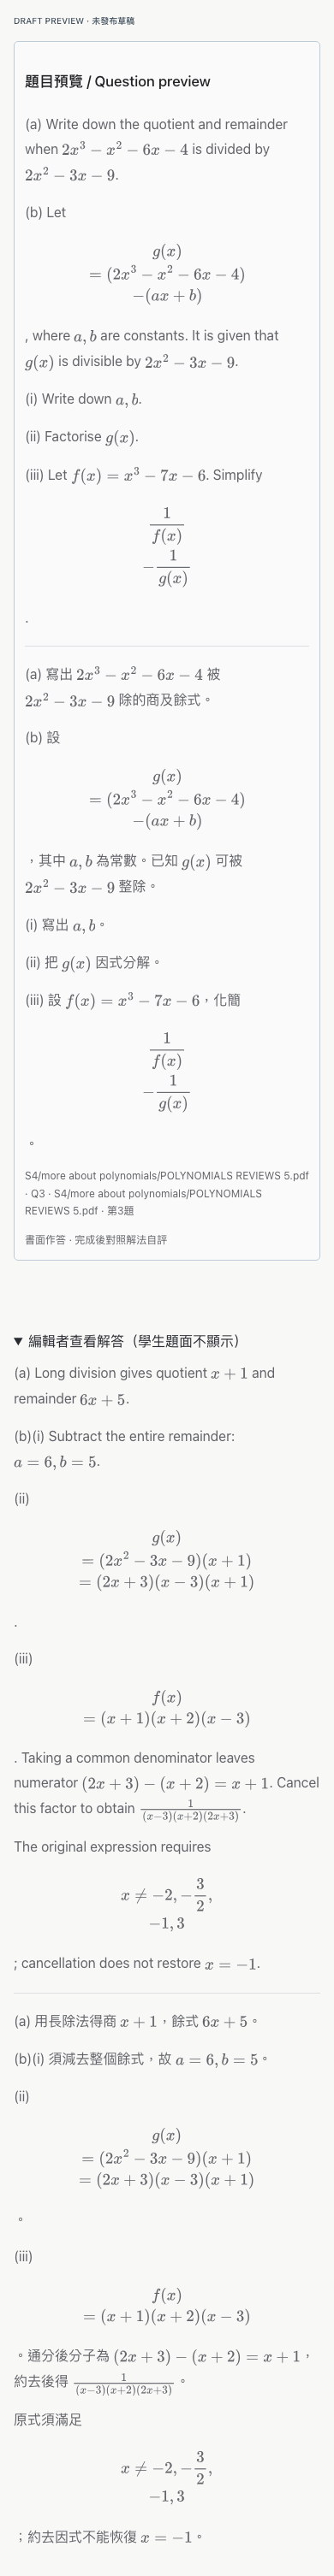 DRAFT PREVIEW · 未發布草稿
題目預覽 / Question preview
(a) Write down the quotient and remainder
when 2x³ − x² − 6x − 4 is divided by
2x² − 3x − 9.
(b) Let
g(x)
= (2x³ − x² − 6x − 4)
−(ax + b)
, where a, b are constants. It is given that
g(x) is divisible by 2x² − 3x − 9.
(i) Write down a, b.
(ii) Factorise g(x).
(iii) Let f(x) = x³ − 7x − 6. Simplify
1/f(x)
−1/g(x)
.
(a) 寫出 2x³ − x² − 6x − 4 被
2x² − 3x − 9 除的商及餘式。
(b) 設
g(x)
= (2x³ − x² − 6x − 4)
−(ax + b)
，其中 a, b 為常數。已知 g(x) 可被
2x² − 3x − 9 整除。
(i) 寫出 a, b。
(ii) 把 g(x) 因式分解。
(iii) 設 f(x) = x³ − 7x − 6，化簡
1/f(x)
−1/g(x)
。
S4/more about polynomials/POLYNOMIALS REVIEWS 5.pdf
· Q3 · S4/more about polynomials/POLYNOMIALS
REVIEWS 5.pdf · 第3題
書面作答 · 完成後對照解法自評
▼ 編輯者查看解答（學生題面不顯示）
(a) Long division gives quotient x + 1 and
remainder 6x + 5.
(b)(i) Subtract the entire remainder:
a = 6, b = 5.
(ii)
g(x)
= (2x² − 3x − 9)(x + 1)
= (2x + 3)(x − 3)(x + 1)
.
(iii)
f(x)
= (x + 1)(x + 2)(x − 3)
. Taking a common denominator leaves
numerator (2x + 3) − (x + 2) = x + 1. Cancel
this factor to obtain 1/((x−3)(x+2)(2x+3)).
The original expression requires
x ≠ −2, −3/2,
−1, 3
; cancellation does not restore x = −1.
(a) 用長除法得商 x + 1，餘式 6x + 5。
(b)(i) 須減去整個餘式，故 a = 6, b = 5。
(ii)
g(x)
= (2x² − 3x − 9)(x + 1)
= (2x + 3)(x − 3)(x + 1)
。
(iii)
f(x)
= (x + 1)(x + 2)(x − 3)
。通分後分子為 (2x + 3) − (x + 2) = x + 1，
約去後得 1/((x−3)(x+2)(2x+3))。
原式須滿足
x ≠ −2, −3/2,
−1, 3
；約去因式不能恢復 x = −1。